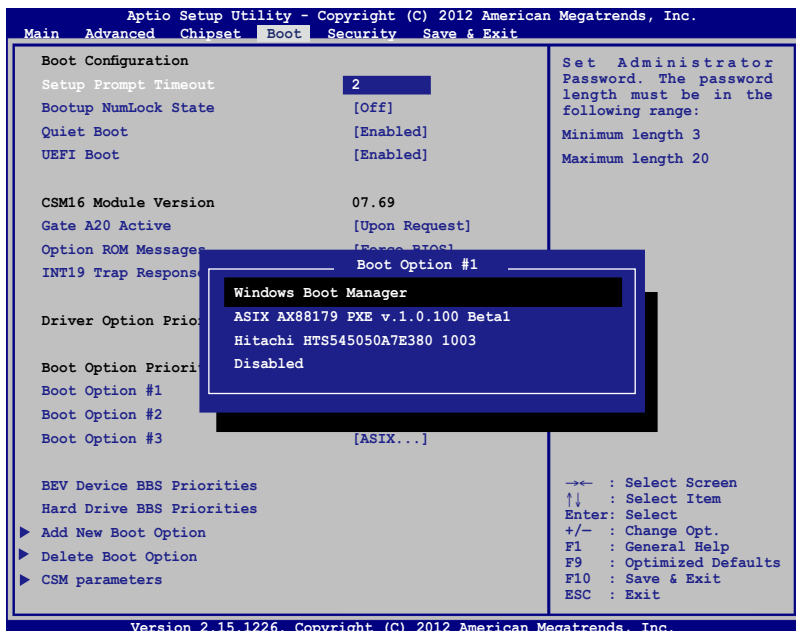 Aptio Setup Utility - Copyright (C) 2012 American Megatrends, Inc.
Main Advanced Chipset Boot Security Save & Exit
Boot Configuration
Setup Prompt Timeout 2
Bootup NumLock State [Off]
Quiet Boot [Enabled]
UEFI Boot [Enabled]
CSM16 Module Version 07.69
Gate A20 Active [Upon Request]
Option ROM Messages [Force BIOS]
INT19 Trap Response
Driver Option Prio
Boot Option Priori
Boot Option #1
Boot Option #2
Boot Option #3 [ASIX...]
BEV Device BBS Priorities
Hard Drive BBS Priorities
Add New Boot Option
Delete Boot Option
CSM parameters
Boot Option #1
Windows Boot Manager
ASIX AX88179 PXE v.1.0.100 Beta1
Hitachi HTS545050A7E380 1003
Disabled
Set Administrator
Password. The password
length must be in the
following range:
Minimum length 3
Maximum length 20
→← : Select Screen
↑↓ : Select Item
Enter: Select
+/— : Change Opt.
F1 : General Help
F9 : Optimized Defaults
F10 : Save & Exit
ESC : Exit
Version 2.15.1226. Copyright (C) 2012 American Megatrends, Inc.